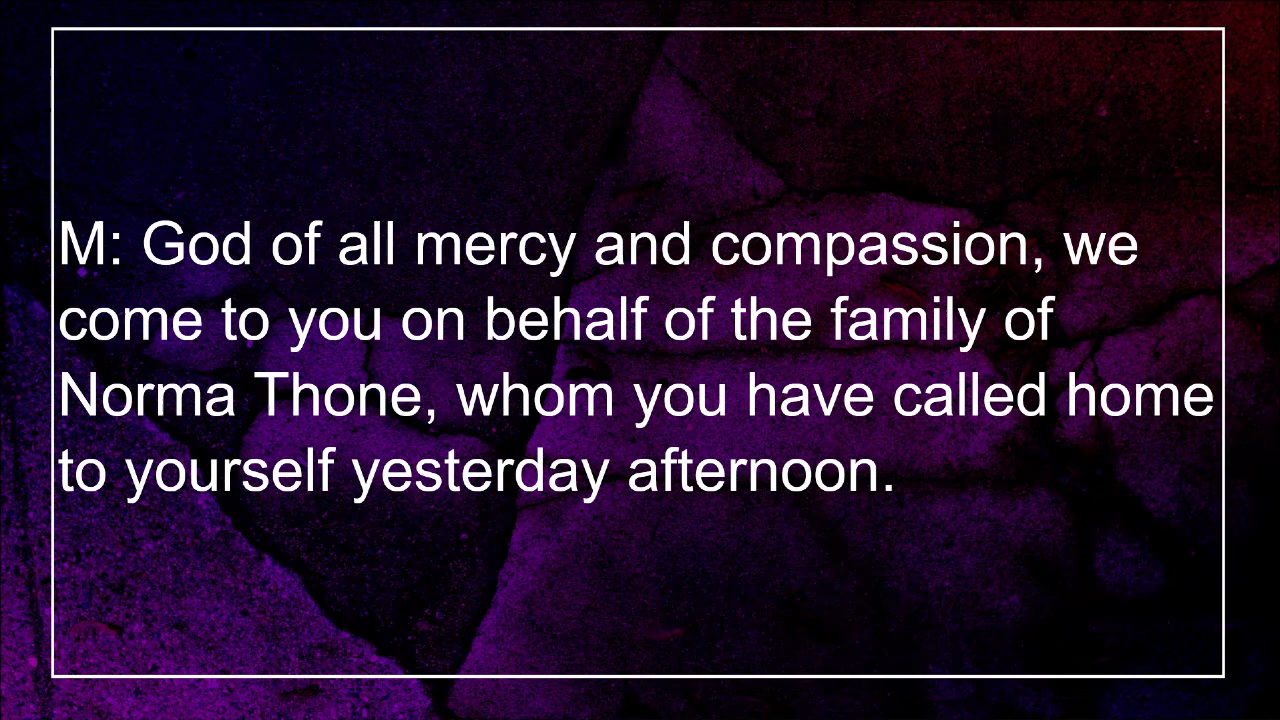 M: God of all mercy and compassion, we
come to you on behalf of the family of
Norma Thone, whom you have called home
to yourself yesterday afternoon.